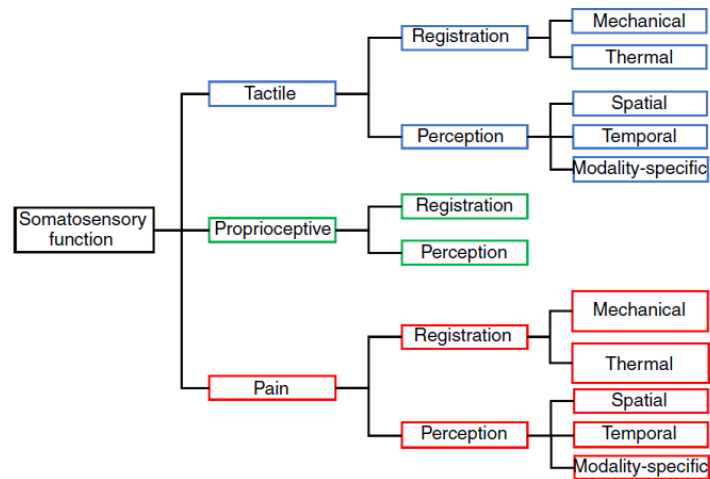 Somatosensory
function
Tactile
Registration
Mechanical
Thermal
Perception
Spatial
Temporal
Modality-specific
Proprioceptive
Registration
Perception
Pain
Registration
Mechanical
Thermal
Perception
Spatial
Temporal
Modality-specific